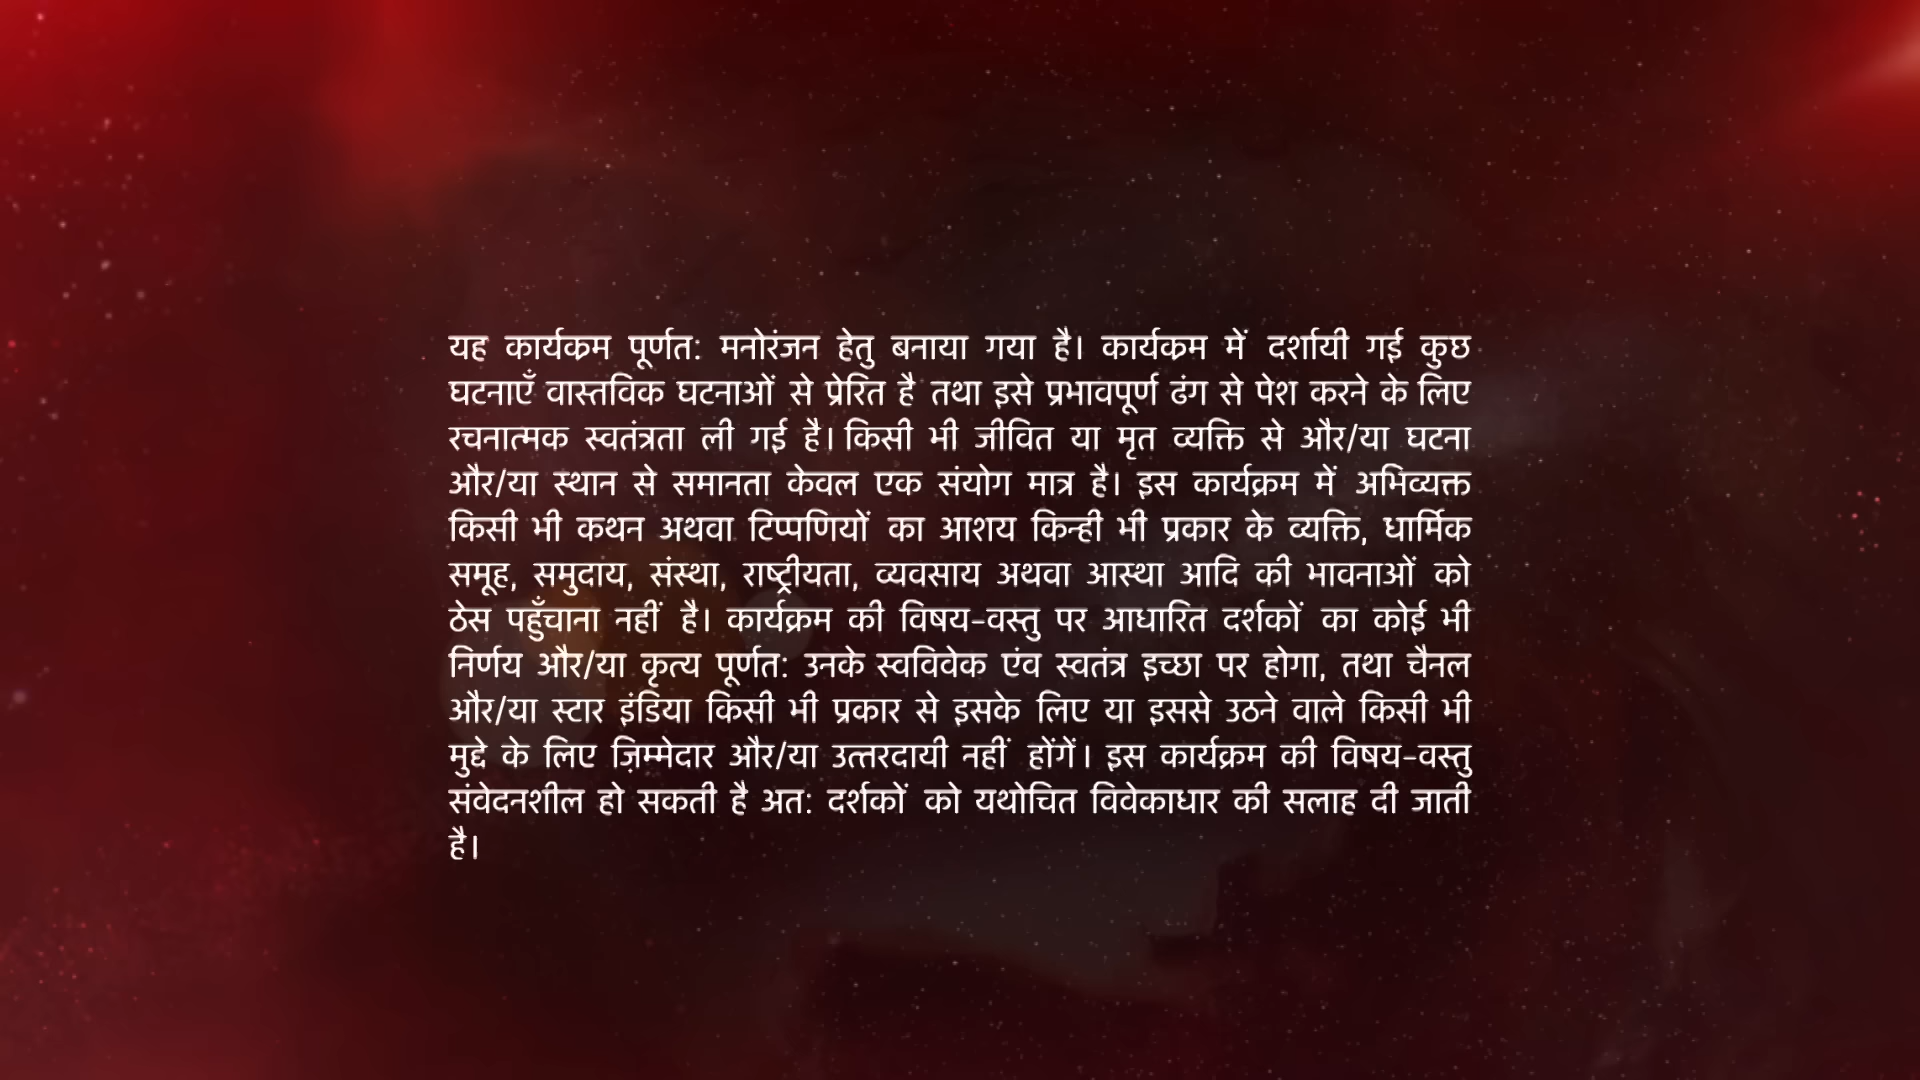 यह कार्यक्रम पूर्णत: मनोरंजन हेतु बनाया गया है। कार्यक्रम में दर्शायी गई कुछ
घटनाएँ वास्तविक घटनाओं से प्रेरित है तथा इसे प्रभावपूर्ण ढंग से पेश करने के लिए
रचनात्मक स्वतंत्रता ली गई है। किसी भी जीवित या मृत व्यक्ति से और/या घटना
और/या स्थान से समानता केवल एक संयोग मात्र है। इस कार्यक्रम में अभिव्यक्त
किसी भी कथन अथवा टिप्पणियों का आशय किन्ही भी प्रकार के व्यक्ति, धार्मिक
समूह, समुदाय, संस्था, राष्ट्रीयता, व्यवसाय अथवा आस्था आदि की भावनाओं को
ठेस पहुँचाना नहीं है। कार्यक्रम की विषय-वस्तु पर आधारित दर्शकों का कोई भी
निर्णय और/या कृत्य पूर्णत: उनके स्वविवेक एंव स्वतंत्र इच्छा पर होगा, तथा चैनल
और/या स्टार इंडिया किसी भी प्रकार से इसके लिए या इससे उठने वाले किसी भी
मुद्दे के लिए ज़िम्मेदार और/या उत्तरदायी नहीं होंगें। इस कार्यक्रम की विषय-वस्तु
संवेदनशील हो सकती है अत: दर्शकों को यथोचित विवेकाधार की सलाह दी जाती
है।